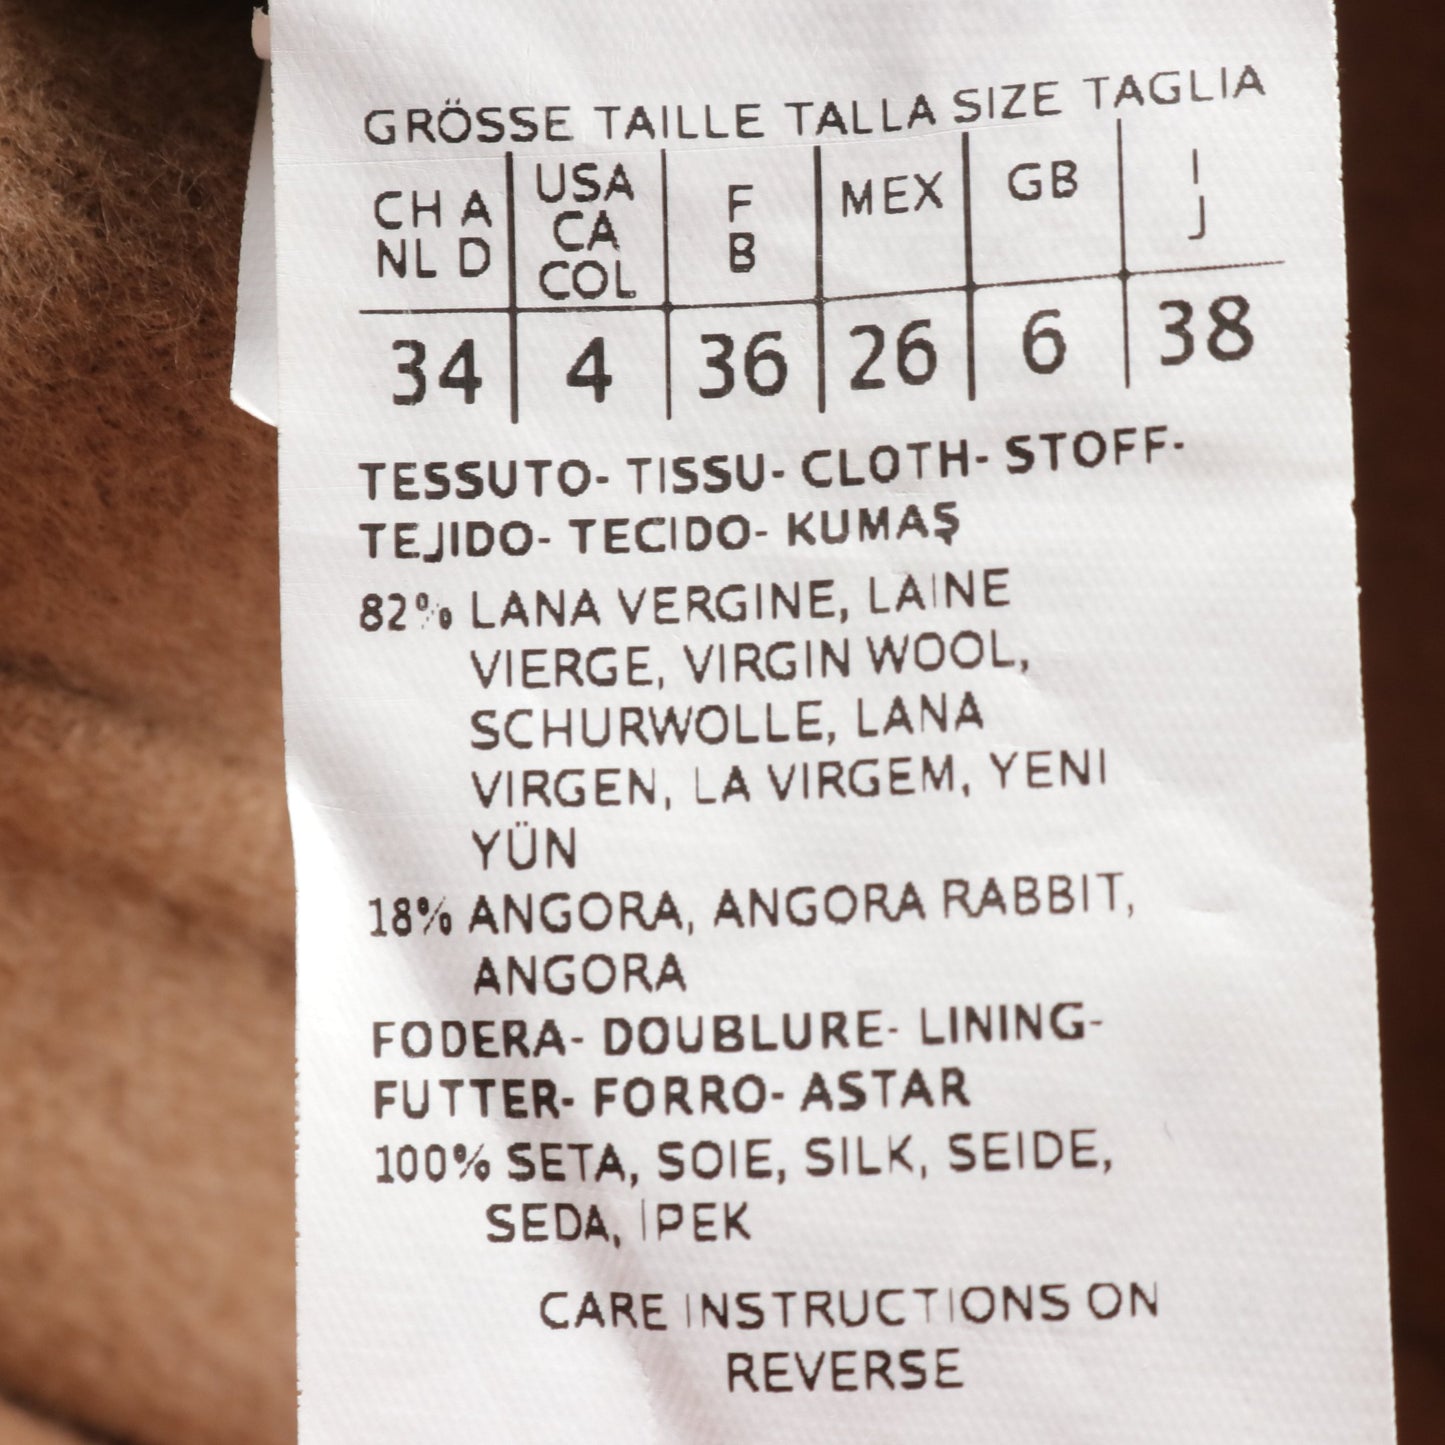 GRÖSSE TAILLE TALLA SIZE TAGLIA
CH A USA F MEX GB I
NL D CA B J
COL
34 4 36 26 6 38
TESSUTO- TISSU- CLOTH- STOFF-
TEJIDO- TECIDO- KUMAŞ
82% LANA VERGINE, LAINE
VIERGE, VIRGIN WOOL,
SCHURWOLLE, LANA
VIRGEN, LA VIRGEM, YENI
YÜN
18% ANGORA, ANGORA RABBIT,
ANGORA
FODERA- DOUBLURE- LINING-
FUTTER- FORRO- ASTAR
100% SETA, SOIE, SILK, SEIDE,
SEDA, IPEK
CARE INSTRUCTIONS ON
REVERSE